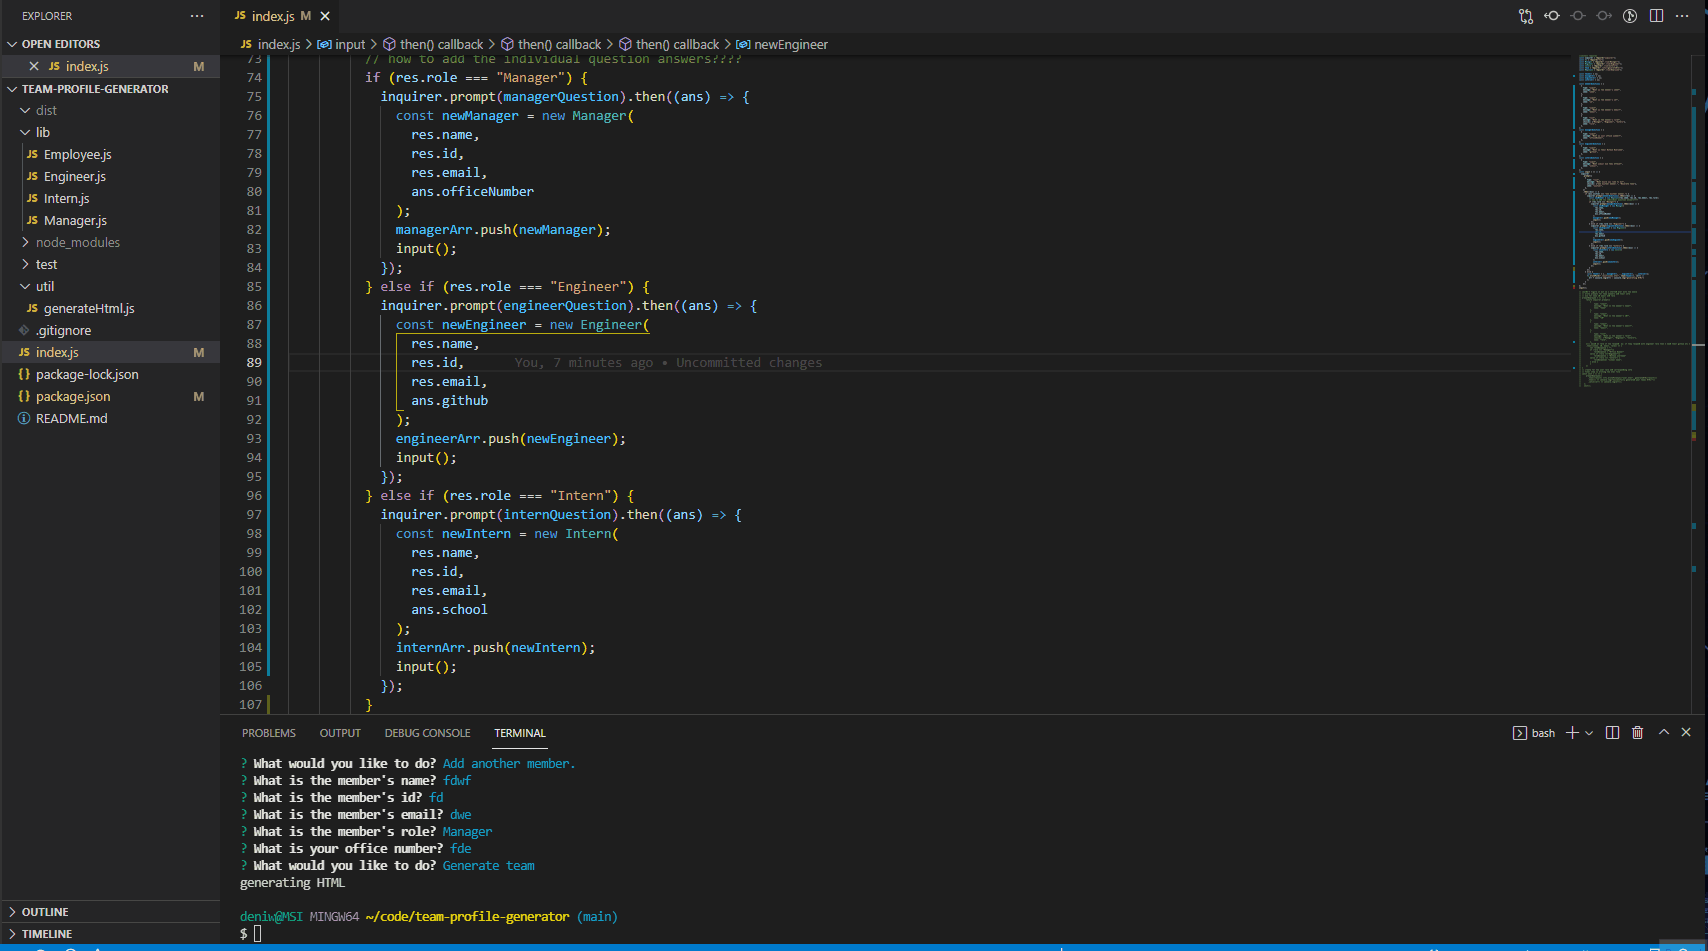 EXPLORER
OPEN EDITORS
JS index.js M
TEAM-PROFILE-GENERATOR
dist
lib
JS Employee.js
JS Engineer.js
JS Intern.js
JS Manager.js
node_modules
test
util
JS generateHtml.js
.gitignore
JS index.js M
{} package-lock.json
{} package.json M
README.md
OUTLINE
TIMELINE
JS index.js M
JS index.js > input > then() callback > then() callback > then() callback > newEngineer
73 // how to add the individual question answers????
74 if (res.role === "Manager") {
75 inquirer.prompt(managerQuestion).then((ans) => {
76 const newManager = new Manager(
77 res.name,
78 res.id,
79 res.email,
80 ans.officeNumber
81 );
82 managerArr.push(newManager);
83 input();
84 });
85 } else if (res.role === "Engineer") {
86 inquirer.prompt(engineerQuestion).then((ans) => {
87 const newEngineer = new Engineer(
88 res.name,
89 res.id, You, 7 minutes ago • Uncommitted changes
90 res.email,
91 ans.github
92 );
93 engineerArr.push(newEngineer);
94 input();
95 });
96 } else if (res.role === "Intern") {
97 inquirer.prompt(internQuestion).then((ans) => {
98 const newIntern = new Intern(
99 res.name,
100 res.id,
101 res.email,
102 ans.school
103 );
104 internArr.push(newIntern);
105 input();
106 });
107 }
PROBLEMS OUTPUT DEBUG CONSOLE TERMINAL
bash
? What would you like to do? Add another member.
? What is the member's name? fdwf
? What is the member's id? fd
? What is the member's email? dwe
? What is the member's role? Manager
? What is your office number? fde
? What would you like to do? Generate team
generating HTML
deniw@MSI MINGW64 ~/code/team-profile-generator (main)
$